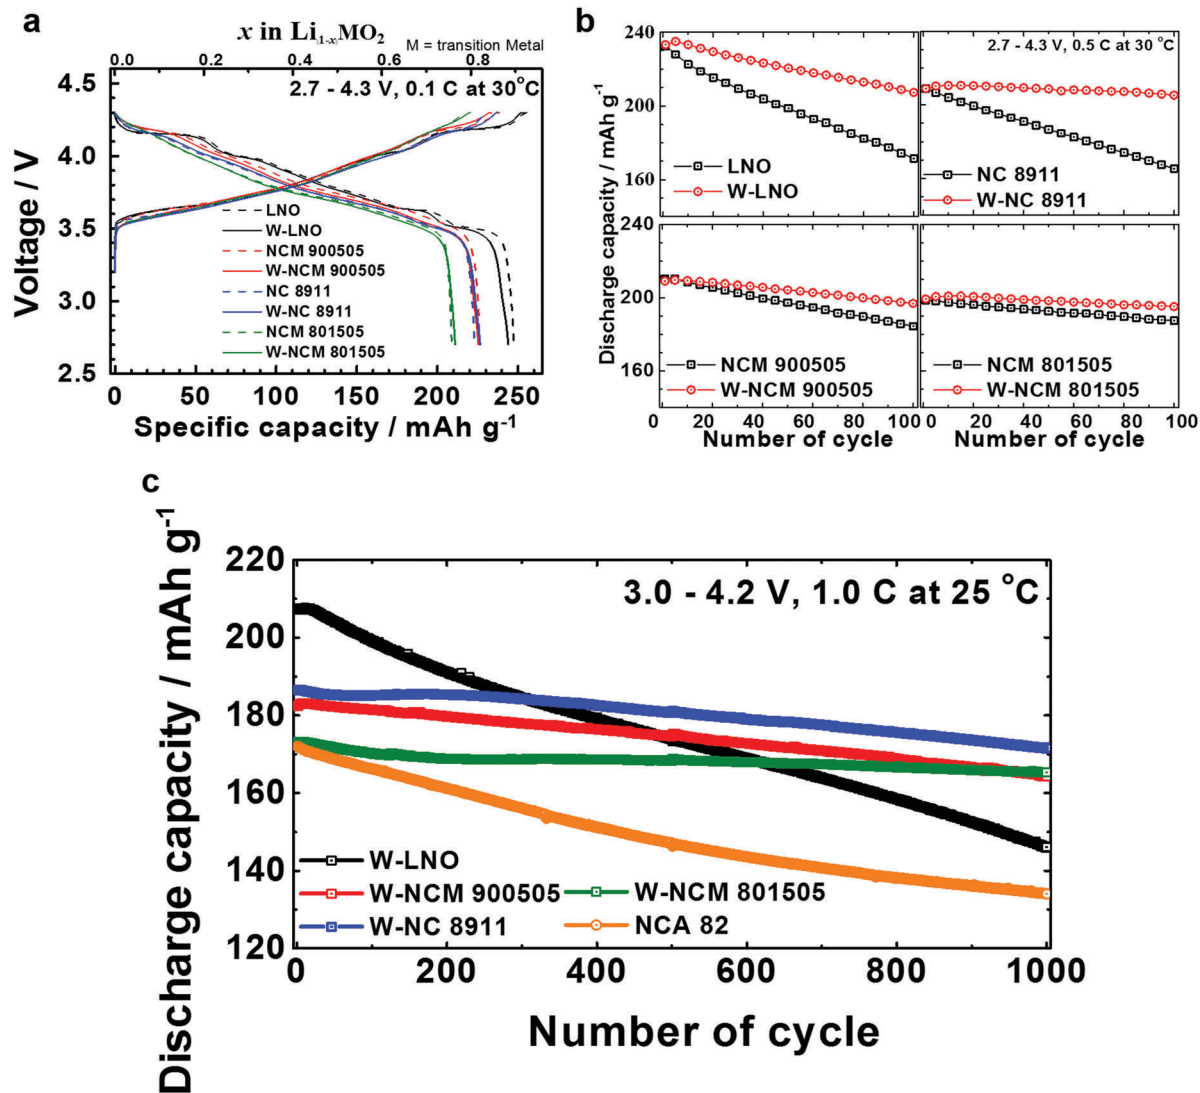 a
x in Li(1-x)MO2
M = transition Metal
0.0 0.2 0.4 0.6 0.8
2.7 - 4.3 V, 0.1 C at 30°C
4.5
4.0
3.5
3.0
2.5
Voltage / V
LNO
W-LNO
NCM 900505
W-NCM 900505
NC 8911
W-NC 8911
NCM 801505
W-NCM 801505
0 50 100 150 200 250
Specific capacity / mAh g-1
b
240
200
160
240
200
160
Discharge capacity / mAh g-1
LNO
W-LNO
2.7 - 4.3 V, 0.5 C at 30 °C
NC 8911
W-NC 8911
NCM 900505
W-NCM 900505
NCM 801505
W-NCM 801505
0 20 40 60 80 100
0 20 40 60 80 100
Number of cycle
Number of cycle
c
220
200
180
160
140
120
Discharge capacity / mAh g-1
3.0 - 4.2 V, 1.0 C at 25 °C
W-LNO
W-NCM 900505
W-NCM 801505
W-NC 8911
NCA 82
0 200 400 600 800 1000
Number of cycle